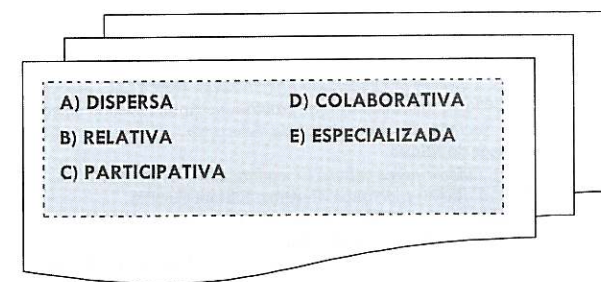 A) DISPERSA
B) RELATIVA
C) PARTICIPATIVA
D) COLABORATIVA
E) ESPECIALIZADA